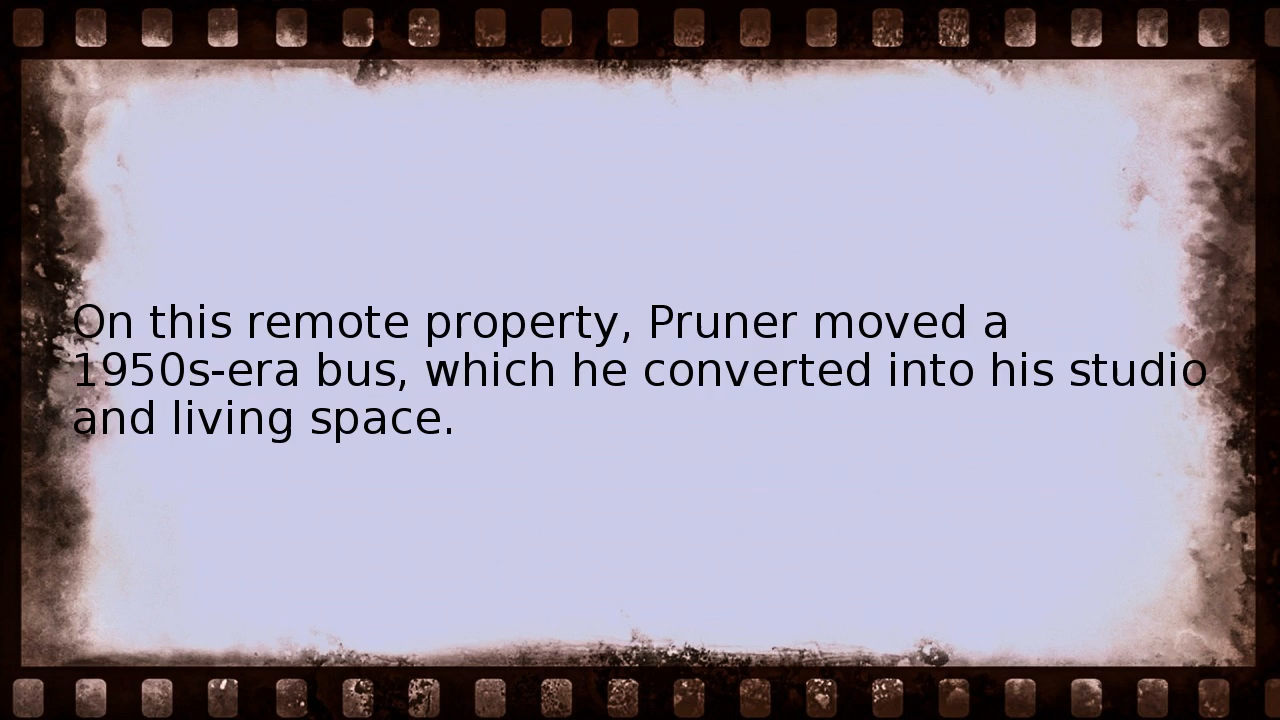 On this remote property, Pruner moved a
1950s-era bus, which he converted into his studio
and living space.